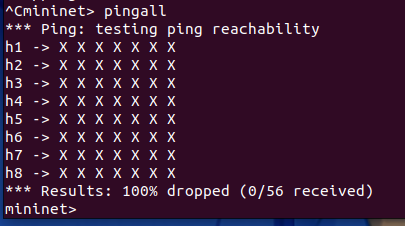 ^Cmininet> pingall
*** Ping: testing ping reachability
h1 -> X X X X X X X
h2 -> X X X X X X X
h3 -> X X X X X X X
h4 -> X X X X X X X
h5 -> X X X X X X X
h6 -> X X X X X X X
h7 -> X X X X X X X
h8 -> X X X X X X X
*** Results: 100% dropped (0/56 received)
mininet>